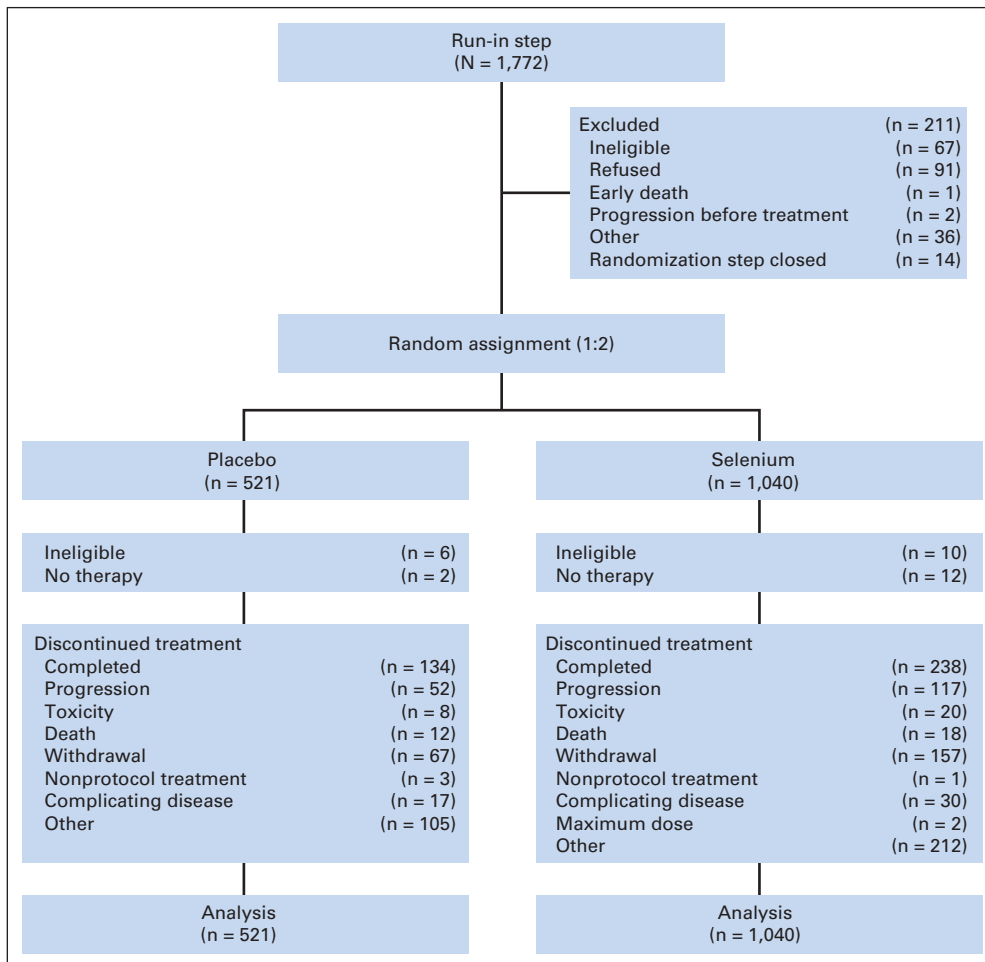 Run-in step
(N = 1,772)
Excluded (n = 211)
Ineligible (n = 67)
Refused (n = 91)
Early death (n = 1)
Progression before treatment (n = 2)
Other (n = 36)
Randomization step closed (n = 14)
Random assignment (1:2)
Placebo
(n = 521)
Ineligible (n = 6)
No therapy (n = 2)
Discontinued treatment
Completed (n = 134)
Progression (n = 52)
Toxicity (n = 8)
Death (n = 12)
Withdrawal (n = 67)
Nonprotocol treatment (n = 3)
Complicating disease (n = 17)
Other (n = 105)
Analysis
(n = 521)
Selenium
(n = 1,040)
Ineligible (n = 10)
No therapy (n = 12)
Discontinued treatment
Completed (n = 238)
Progression (n = 117)
Toxicity (n = 20)
Death (n = 18)
Withdrawal (n = 157)
Nonprotocol treatment (n = 1)
Complicating disease (n = 30)
Maximum dose (n = 2)
Other (n = 212)
Analysis
(n = 1,040)